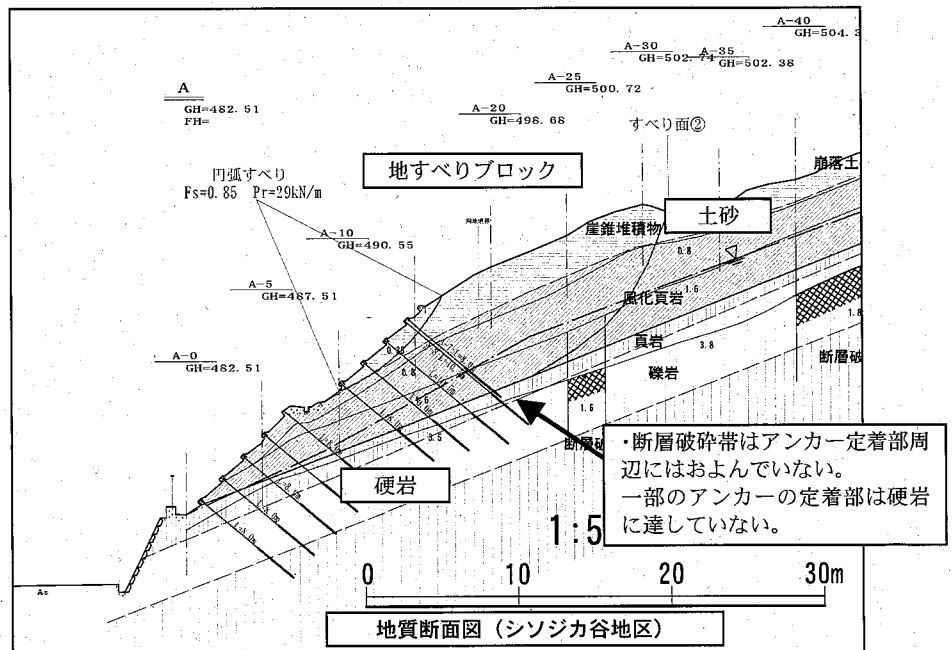 A-40
GH=504.3
A-30
GH=502.74
A-35
GH=502.38
A-25
GH=500.72
A
GH=482.51
FH=
A-20
GH=498.68
すべり面②
円弧すべり
Fs=0.85 Pr=29kN/m
地すべりブロック
崩落土
土砂
崖錐堆積物
A-10
GH=490.55
0.8
A-5
GH=487.51
1.6
風化頁岩
頁岩
3.8
1.8
A-0
GH=482.51
0.8
礫岩
断層破
1.6
3.5
断層破
・断層破砕帯はアンカー定着部周
辺にはおよんでいない。
一部のアンカーの定着部は硬岩
に達していない。
硬岩
1:5
0 10 20 30m
As
地質断面図(シソジカ谷地区)